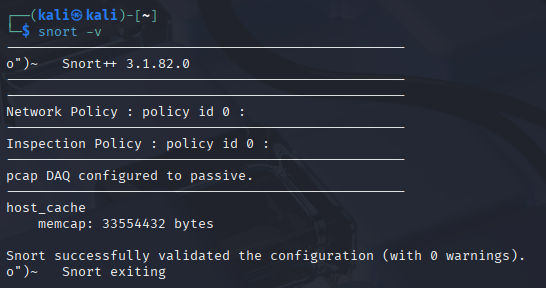 (kali㉿kali)-[~]
$ snort -v
o")~   Snort++ 3.1.82.0
Network Policy : policy id 0 :
Inspection Policy : policy id 0 :
pcap DAQ configured to passive.
host_cache
    memcap: 33554432 bytes
Snort successfully validated the configuration (with 0 warnings).
o")~   Snort exiting